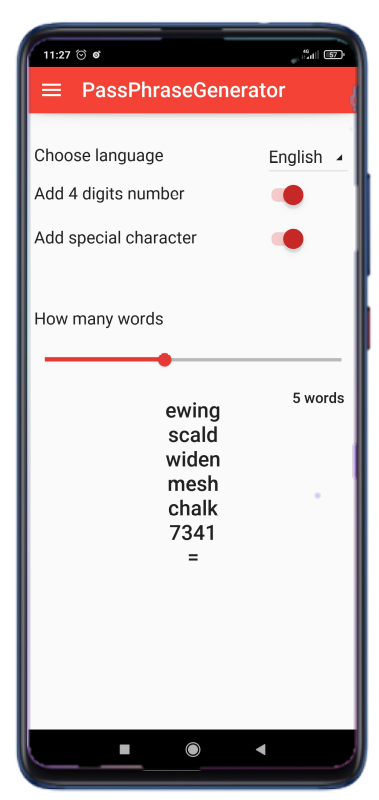 11:27
4G
57
PassPhraseGenerator
Choose language
English
Add 4 digits number
Add special character
How many words
5 words
ewing
scald
widen
mesh
chalk
7341
=